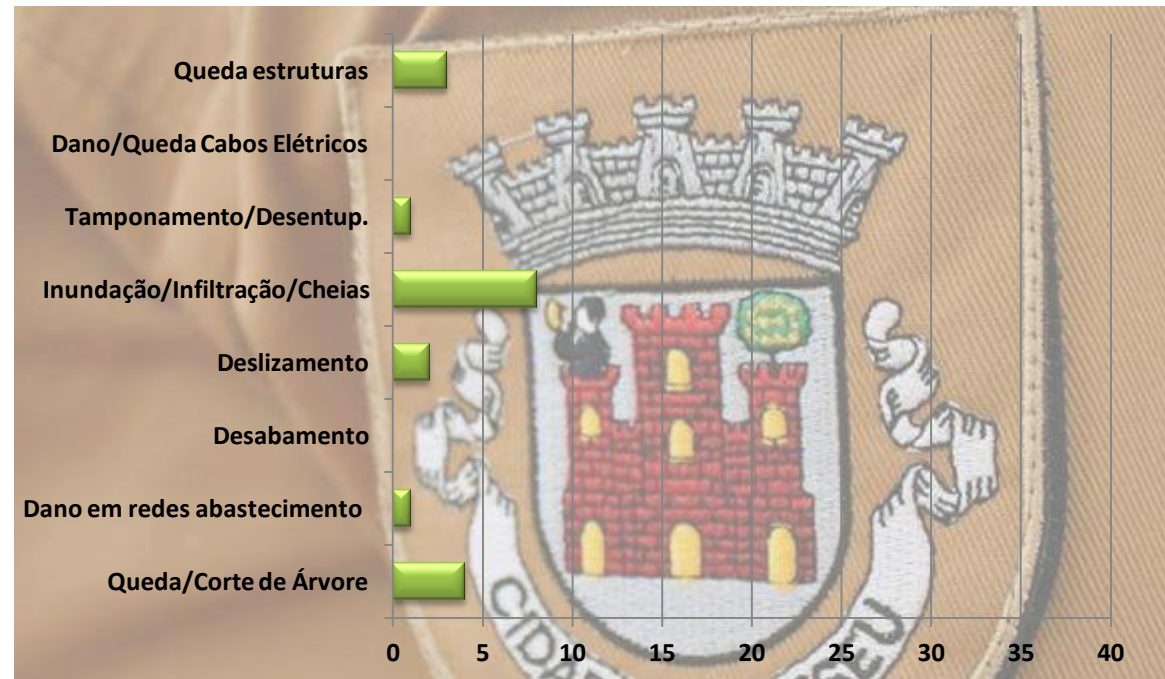 Queda estruturas
Dano/Queda Cabos Elétricos
Tamponamento/Desentup.
Inundação/Infiltração/Cheias
Deslizamento
Desabamento
Dano em redes abastecimento
Queda/Corte de Árvore
0 5 10 15 20 25 30 35 40